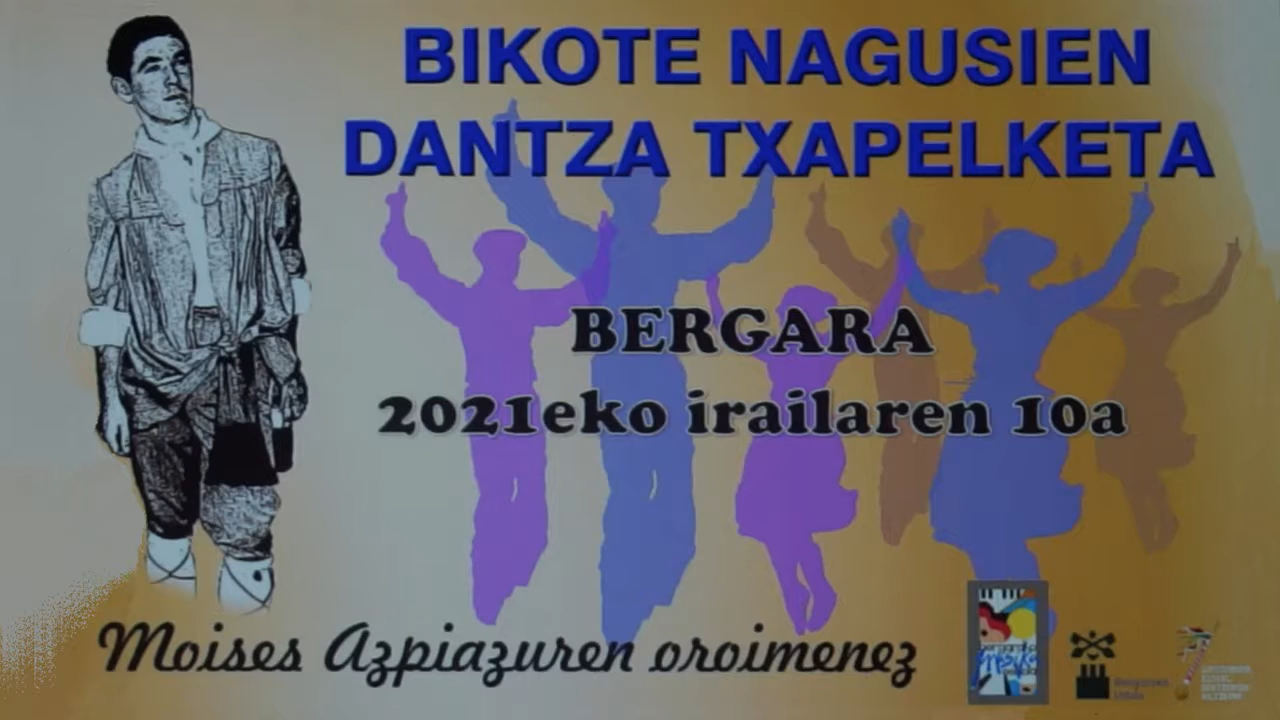 BIKOTE NAGUSIEN
DANTZA TXAPELKETA
BERGARA
2021eko irailaren 10a
Moises Azpiazuren oroimenez